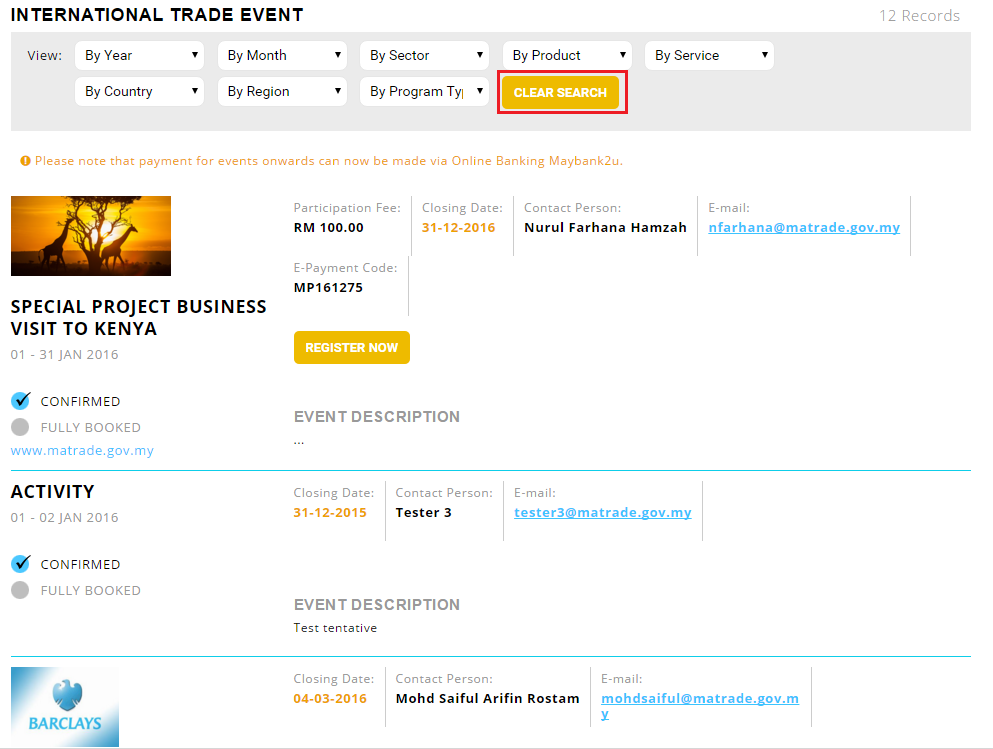 INTERNATIONAL TRADE EVENT
12 Records
View: By Year By Month By Sector By Product By Service
By Country By Region By Program Typ CLEAR SEARCH
Please note that payment for events onwards can now be made via Online Banking Maybank2u.
Participation Fee: Closing Date: Contact Person: E-mail:
RM 100.00 31-12-2016 Nurul Farhana Hamzah nfarhana@matrade.gov.my
E-Payment Code:
MP161275
SPECIAL PROJECT BUSINESS
VISIT TO KENYA
01 - 31 JAN 2016
REGISTER NOW
CONFIRMED
FULLY BOOKED
www.matrade.gov.my
EVENT DESCRIPTION
...
ACTIVITY
01 - 02 JAN 2016
Closing Date: Contact Person: E-mail:
31-12-2015 Tester 3 tester3@matrade.gov.my
CONFIRMED
FULLY BOOKED
EVENT DESCRIPTION
Test tentative
BARCLAYS
Closing Date: Contact Person: E-mail:
04-03-2016 Mohd Saiful Arifin Rostam mohdsaiful@matrade.gov.m
y